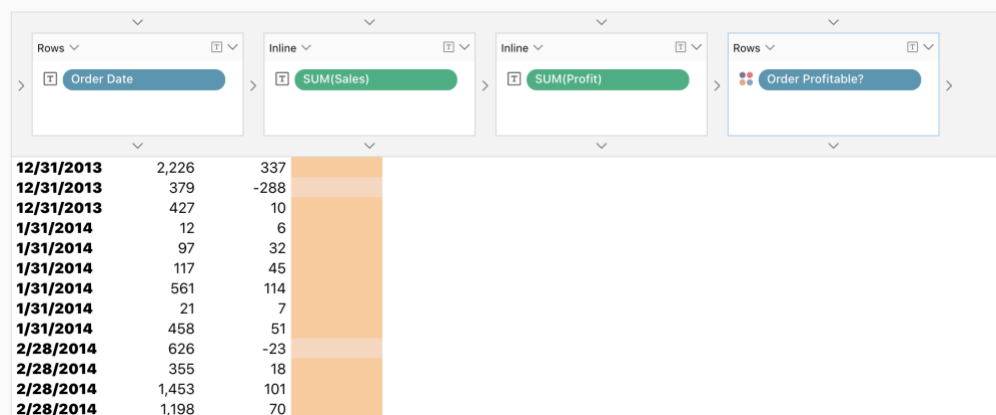 Rows Inline Inline Rows
T Order Date T SUM(Sales) T SUM(Profit) Order Profitable?
12/31/2013 2,226 337
12/31/2013 379 -288
12/31/2013 427 10
1/31/2014 12 6
1/31/2014 97 32
1/31/2014 117 45
1/31/2014 561 114
1/31/2014 21 7
1/31/2014 458 51
2/28/2014 626 -23
2/28/2014 355 18
2/28/2014 1,453 101
2/28/2014 1,198 70